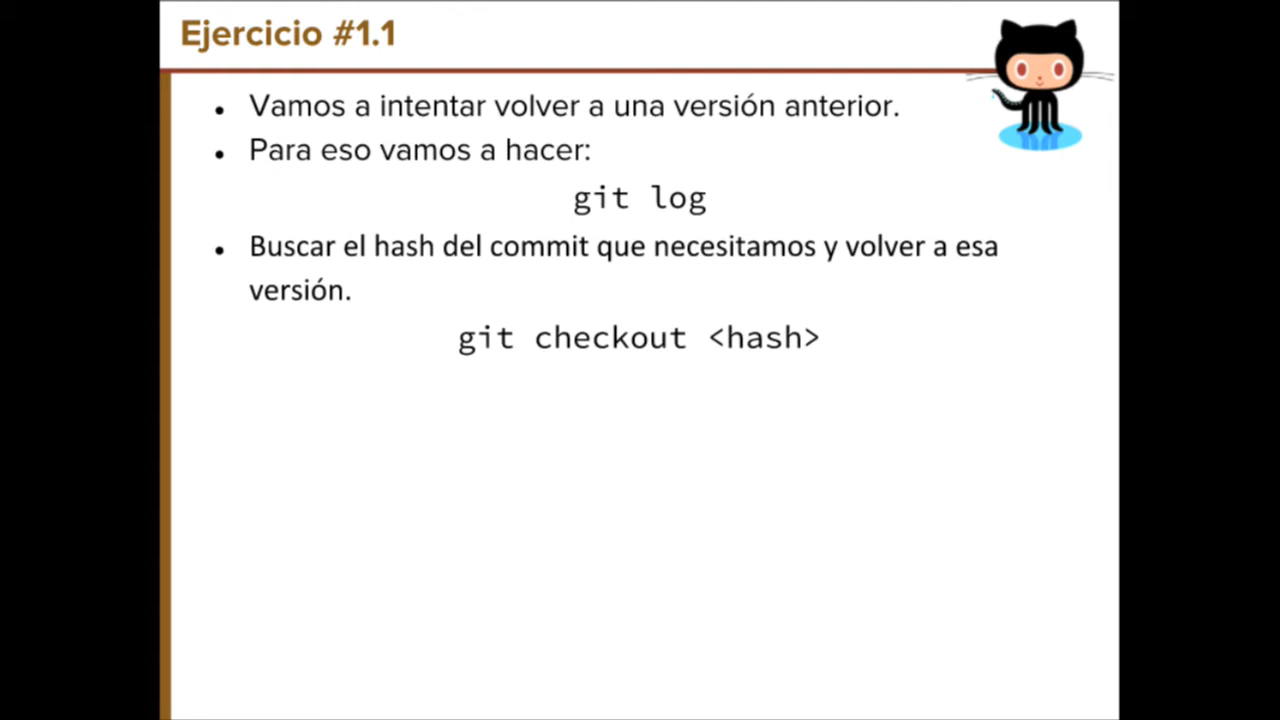 Ejercicio #1.1
• Vamos a intentar volver a una versión anterior.
• Para eso vamos a hacer:
git log
• Buscar el hash del commit que necesitamos y volver a esa
versión.
git checkout <hash>